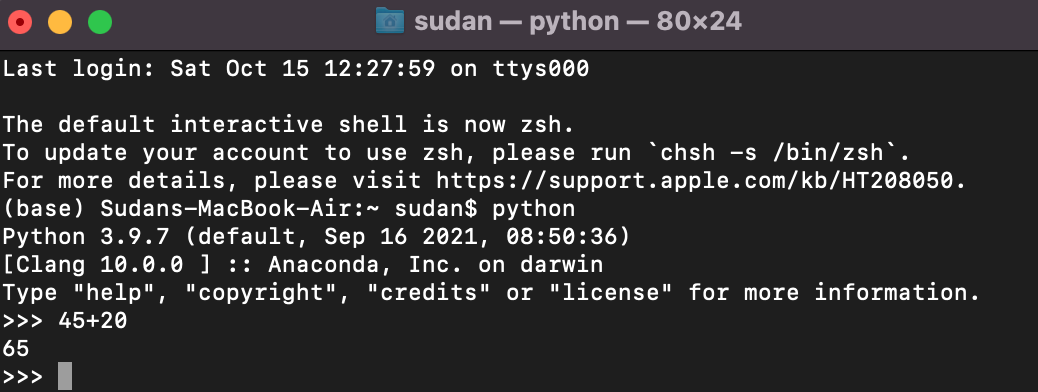 sudan — python — 80×24
Last login: Sat Oct 15 12:27:59 on ttys000
The default interactive shell is now zsh.
To update your account to use zsh, please run `chsh -s /bin/zsh`.
For more details, please visit https://support.apple.com/kb/HT208050.
(base) Sudans-MacBook-Air:~ sudan$ python
Python 3.9.7 (default, Sep 16 2021, 08:50:36)
[Clang 10.0.0 ] :: Anaconda, Inc. on darwin
Type "help", "copyright", "credits" or "license" for more information.
>>> 45+20
65
>>>